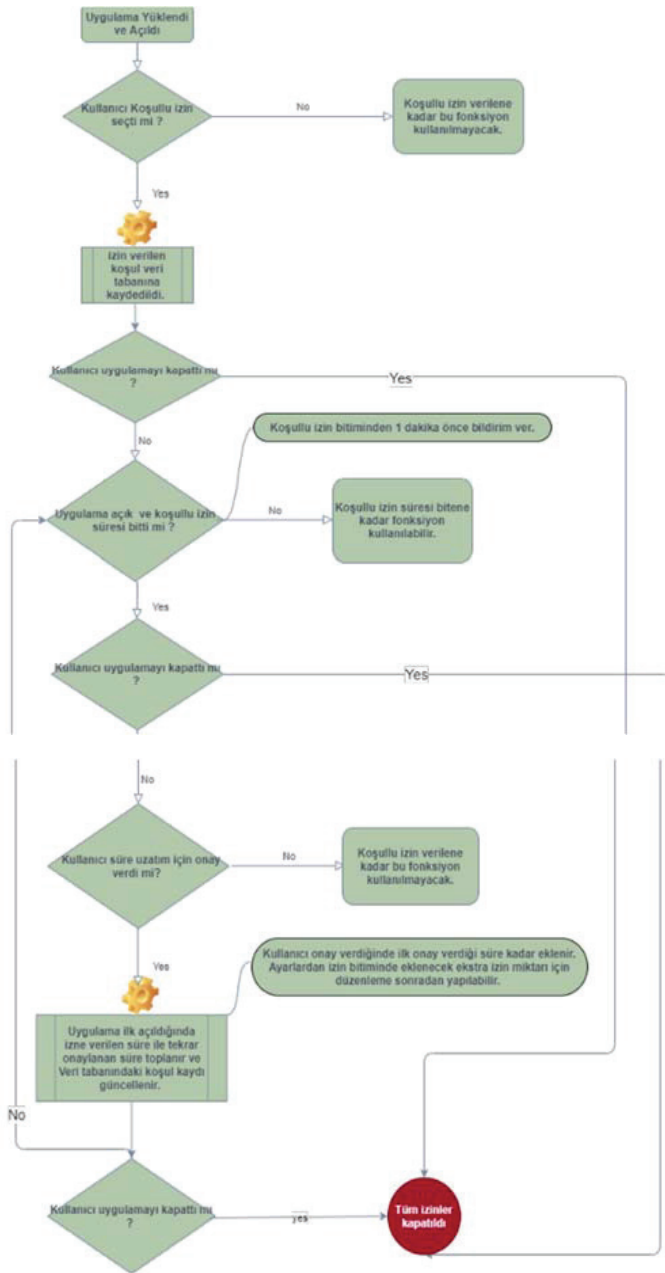 Uygulama Yüklendi
ve Açıldı
Kullanıcı Koşullu izin
seçti mi ?
No
Koşullu izin verilene
kadar bu fonksiyon
kullanılmayacak.
Yes
izin verilen
koşul veri
tabanına
kaydedildi.
Kullanıcı uygulamayı kapattı mı
?
Yes
No
Koşullu izin bitiminden 1 dakika önce bildirim ver.
Uygulama açık ve koşullu izin
süresi bitti mi ?
No
Koşullu izin süresi bitene
kadar fonksiyon
kullanılabilir.
Yes
Kullanıcı uygulamayı kapattı mı
?
Yes
No
Kullanıcı süre uzatım için onay
verdi mi?
No
Koşullu izin verilene
kadar bu fonksiyon
kullanılmayacak.
Yes
Kullanıcı onay verdiğinde ilk onay verdiği süre kadar eklenir.
Ayarlardan izin bitiminde eklenecek ekstra izin miktarı için
düzenleme sonradan yapılabilir.
Uygulama ilk açıldığında
izne verilen süre ile tekrar
onaylanan süre toplanır ve
Veri tabanındaki koşul kaydı
güncellenir.
No
Kullanıcı uygulamayı kapattı mı
?
yes
Tüm izinler
kapatıldı